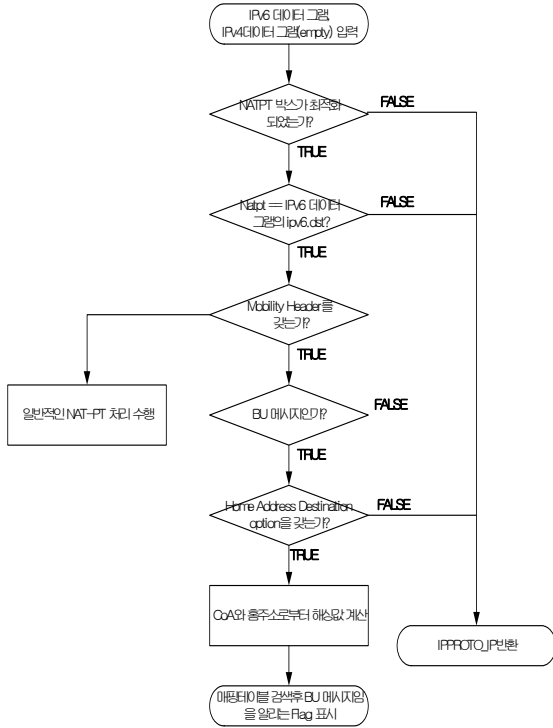 IPv6 데이터 그램,
IPv4데이터 그램(empty) 입력
NATPT 박스가 최적화
되었는가?
FALSE
TRUE
Natpt == IPV6 데이터
그램의 ipv6.dst?
FALSE
TRUE
Mobility Header를
갖는가?
TRUE
일반적인 NAT-PT 처리 수행
BU 메시지인가?
FALSE
TRUE
Home Address Destination
option을 갖는가?
FALSE
TRUE
CoA와 홈주소로부터 해싱값 계산
IPPROTO_IP반환
매핑테이블 검색후 BU 메시지임
을 알리는 Flag 표시